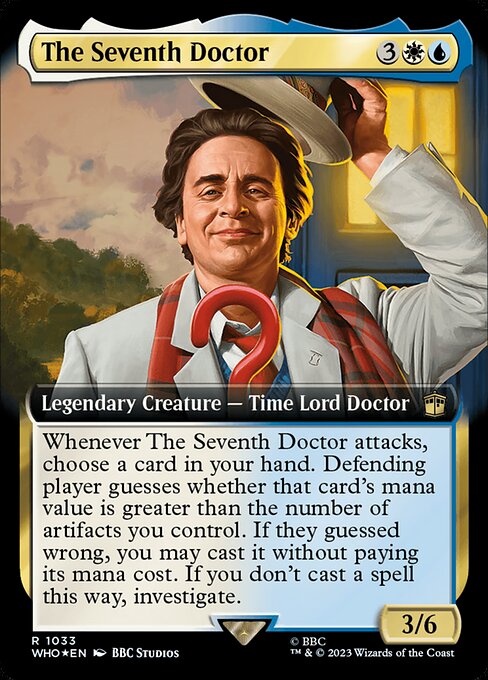 The Seventh Doctor 3
Legendary Creature — Time Lord Doctor
Whenever The Seventh Doctor attacks,
choose a card in your hand. Defending
player guesses whether that card's mana
value is greater than the number of
artifacts you control. If they guessed
wrong, you may cast it without paying
its mana cost. If you don't cast a spell
this way, investigate.
3/6
R 1033
WHO★EN BBC Studios
© BBC
™ & © 2023 Wizards of the Coast